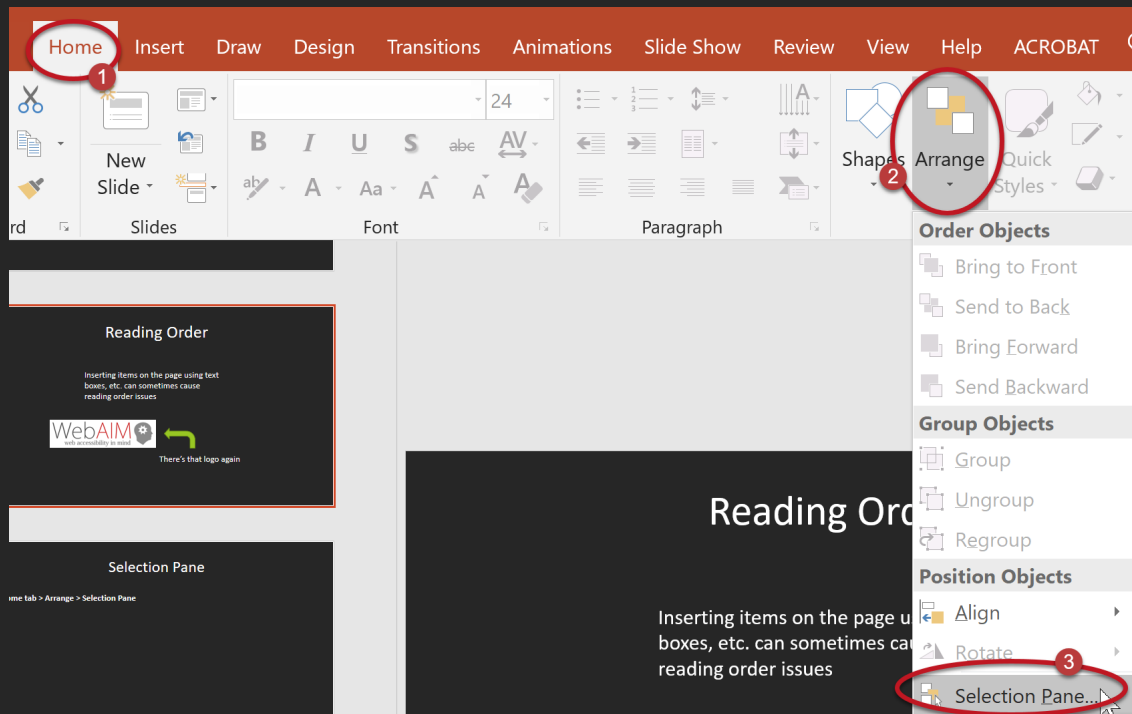 Home Insert Draw Design Transitions Animations Slide Show Review View Help ACROBAT
1
24
New
Slide
B I U S abc AV
ab A Aa A A A
Shapes
Arrange
2
Quick
Styles
rd
Slides
Font
Paragraph
Order Objects
Bring to Front
Send to Back
Bring Forward
Send Backward
Group Objects
Group
Ungroup
Regroup
Position Objects
Align
Rotate
3
Selection Pane...
Reading Order
Inserting items on the page using text
boxes, etc. can sometimes cause
reading order issues
WebAIM
web accessibility in mind
There's that logo again
Selection Pane
ome tab > Arrange > Selection Pane
Reading Ord
Inserting items on the page u
boxes, etc. can sometimes cau
reading order issues